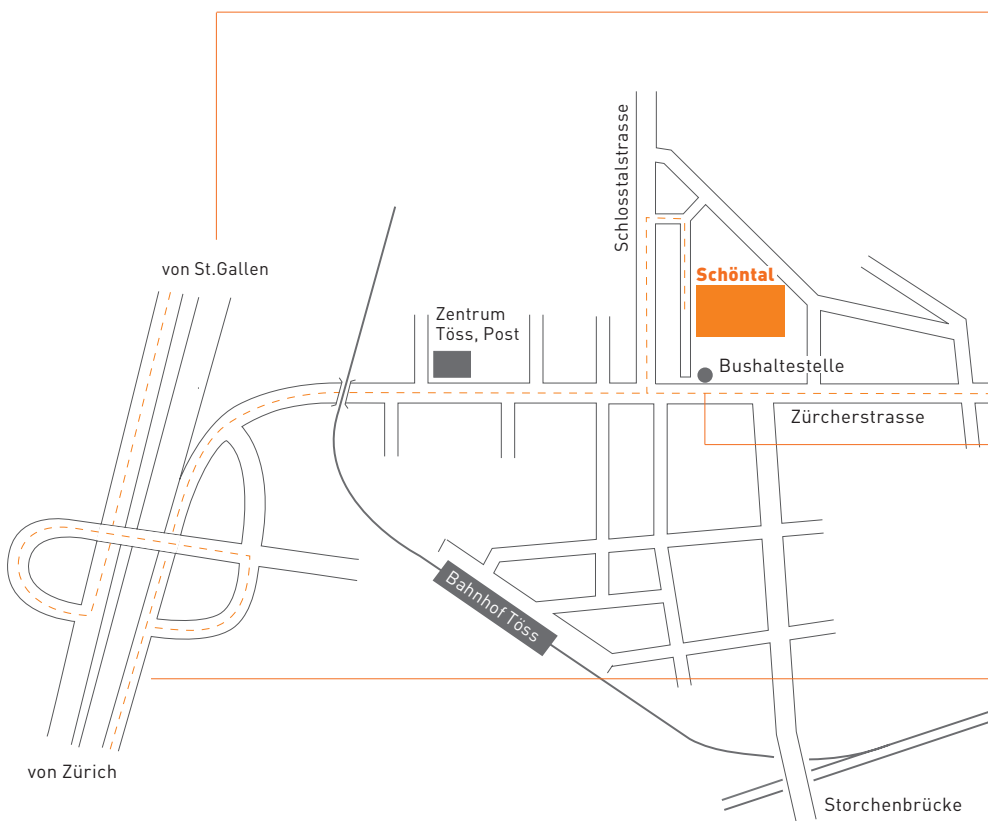 Schlosstalstrasse
von St.Gallen
Schöntal
Zentrum
Töss, Post
Bushaltestelle
Zürcherstrasse
Bahnhof Töss
von Zürich
Storchenbrücke